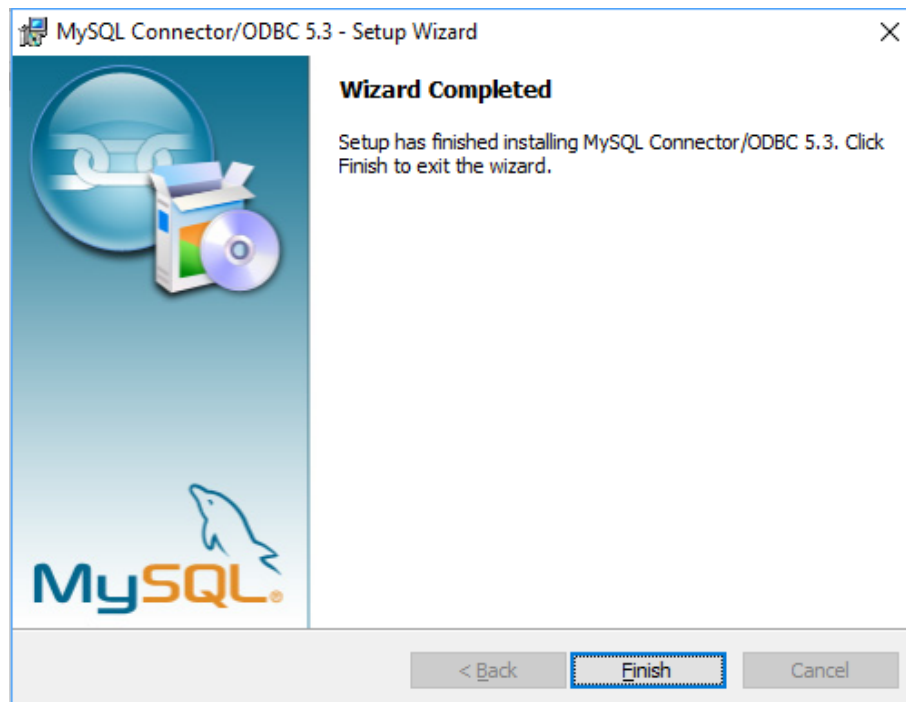 MySQL Connector/ODBC 5.3 - Setup Wizard
Wizard Completed
Setup has finished installing MySQL Connector/ODBC 5.3. Click
Finish to exit the wizard.
MySQL®
< Back Finish Cancel